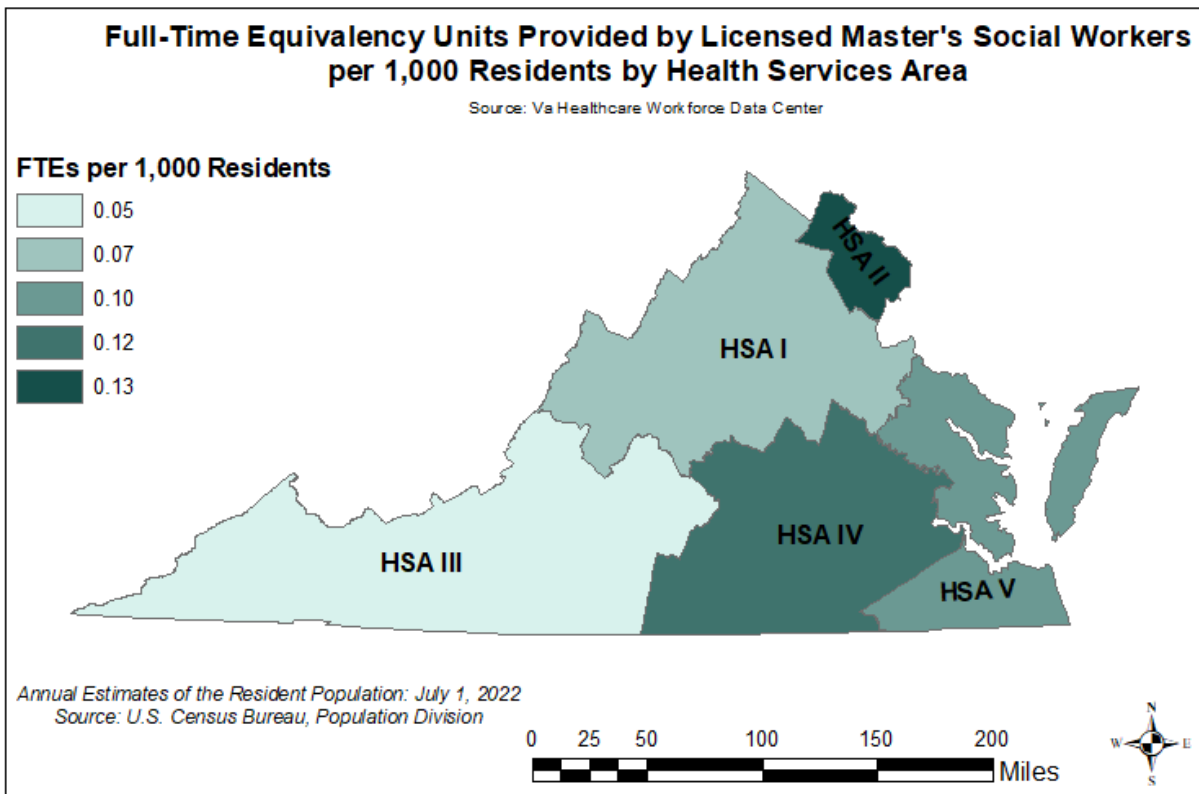 Full-Time Equivalency Units Provided by Licensed Master's Social Workers
per 1,000 Residents by Health Services Area
Source: Va Healthcare Workforce Data Center
FTEs per 1,000 Residents
0.05
0.07
0.10
0.12
0.13
HSA II
HSA I
HSA IV
HSA III
HSA V
Annual Estimates of the Resident Population: July 1, 2022
Source: U.S. Census Bureau, Population Division
0 25 50 100 150 200
Miles
N
W E
S